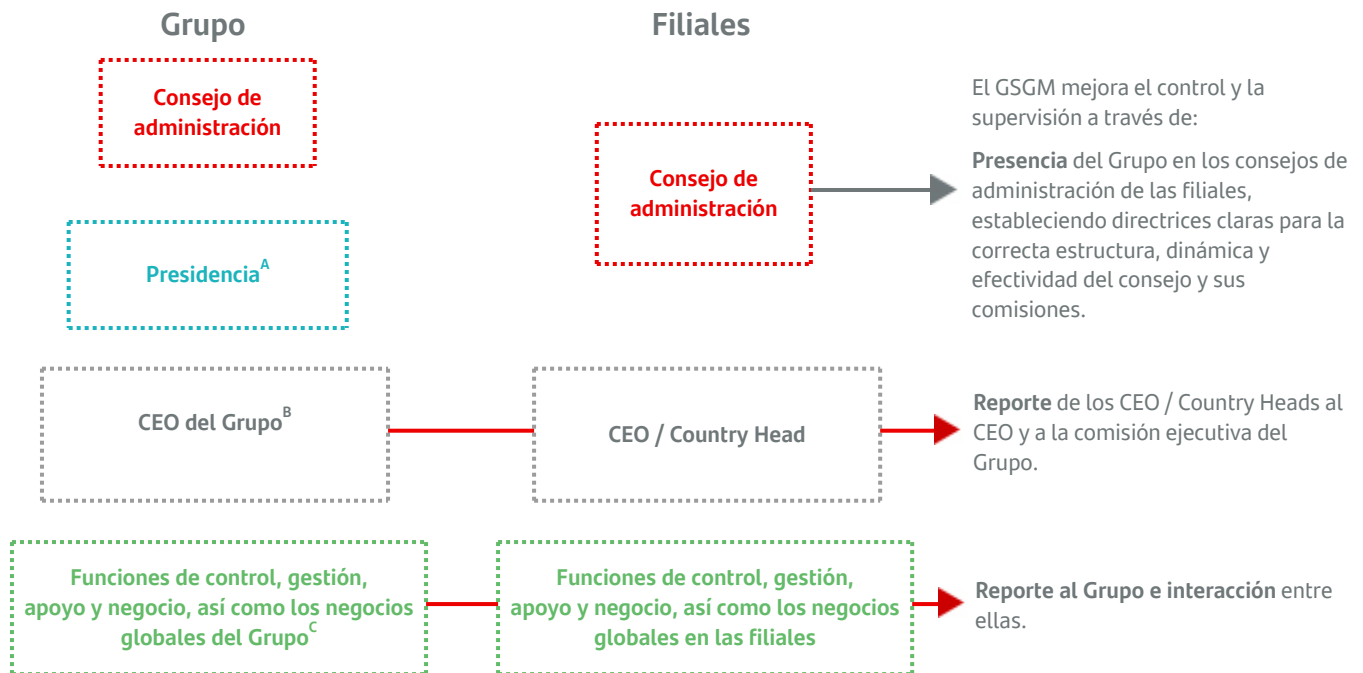 Grupo
Filiales
Consejo de
administración
Consejo de
administración
El GSGM mejora el control y la
supervisión a través de:
Presencia del Grupo en los consejos de
administración de las filiales,
estableciendo directrices claras para la
correcta estructura, dinámica y
efectividad del consejo y sus
comisiones.
Presidencia^A
CEO del Grupo^B
CEO / Country Head
Reporte de los CEO / Country Heads al
CEO y a la comisión ejecutiva del
Grupo.
Funciones de control, gestión,
apoyo y negocio, así como los negocios
globales del Grupo^C
Funciones de control, gestión,
apoyo y negocio, así como los negocios
globales en las filiales
Reporte al Grupo e interacción entre
ellas.